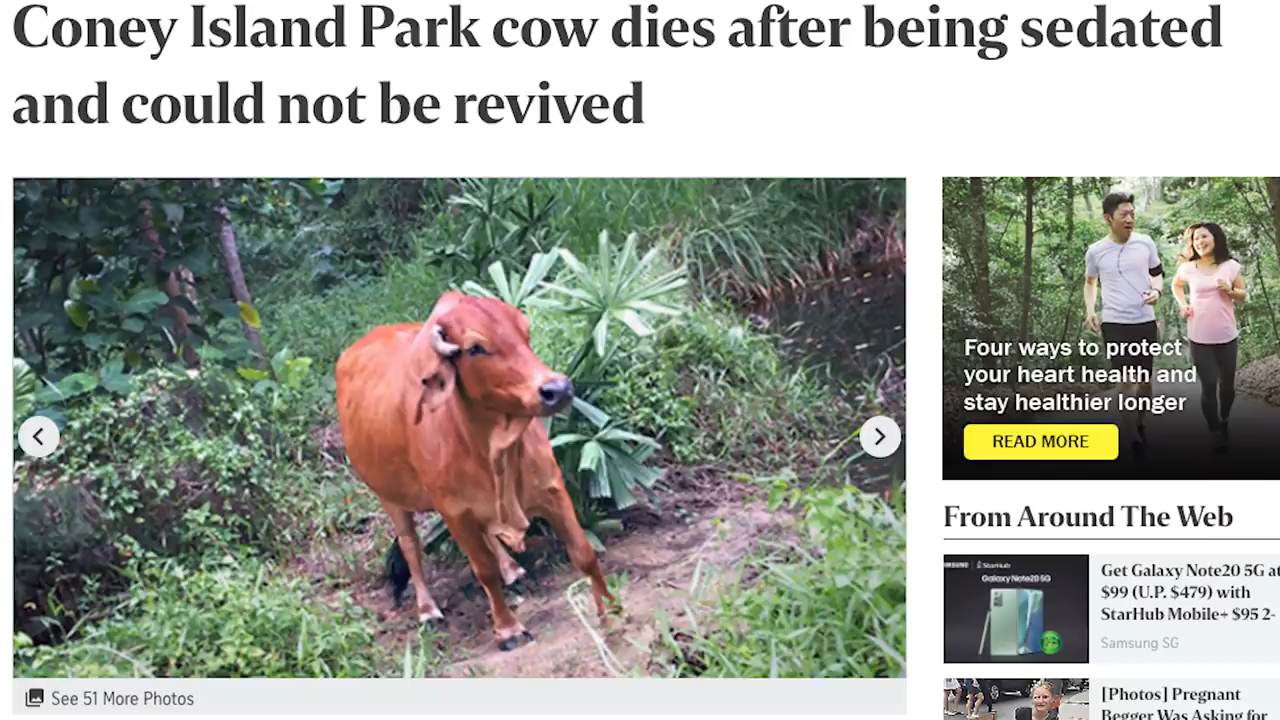 Coney Island Park cow dies after being sedated
and could not be revived
Four ways to protect
your heart health and
stay healthier longer
READ MORE
See 51 More Photos
From Around The Web
StarHub
Galaxy Note20 5G
Get Galaxy Note20 5G at
$99 (U.P. $479) with
StarHub Mobile+ $95 2-
Samsung SG
[Photos] Pregnant
Begger Was Asking for